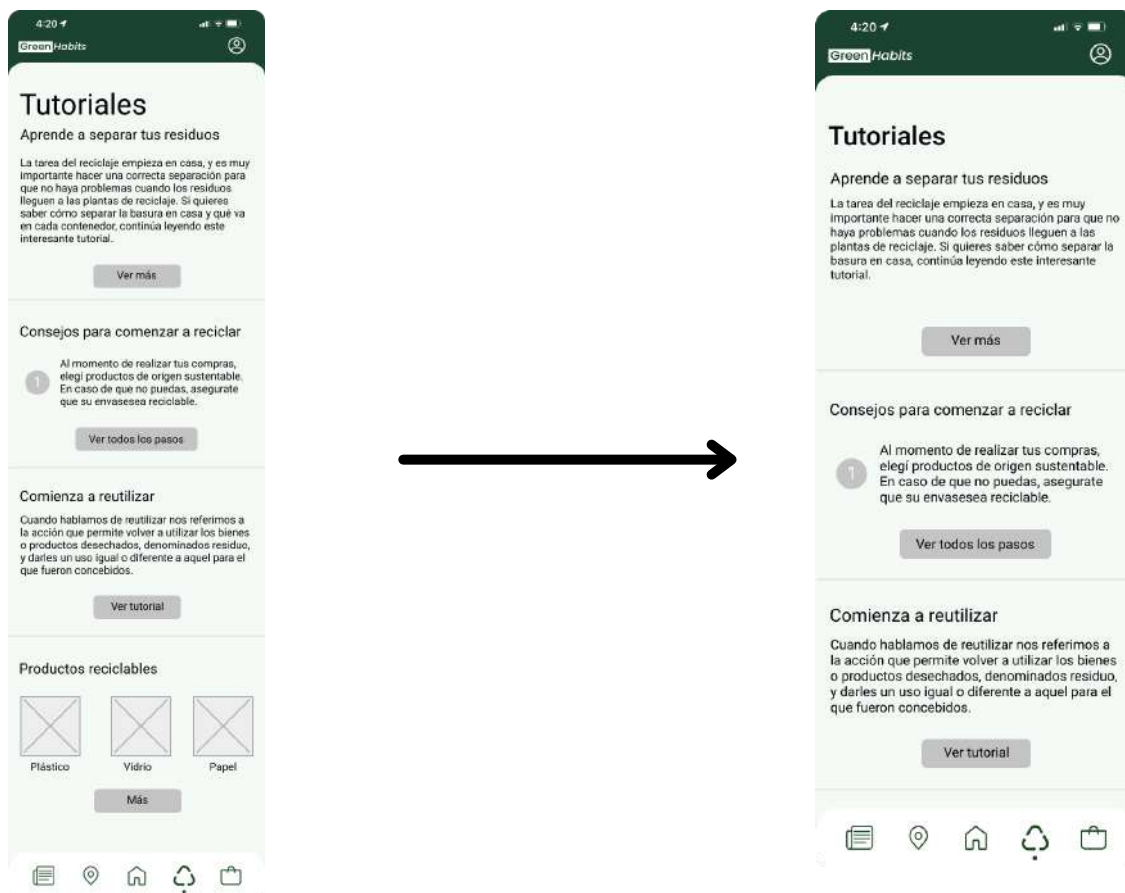 4:20
Green Habits
Tutoriales
Aprende a separar tus residuos
La tarea del reciclaje empieza en casa, y es muy
importante hacer una correcta separación para
que no haya problemas cuando los residuos
lleguen a las plantas de reciclaje. Si quieres
saber cómo separar la basura en casa y qué va
en cada contenedor, continúa leyendo este
interesante tutorial.
Ver más
Consejos para comenzar a reciclar
1
Al momento de realizar tus compras,
elegí productos de origen sustentable.
En caso de que no puedas, asegurate
que su envasesea reciclable.
Ver todos los pasos
Comienza a reutilizar
Cuando hablamos de reutilizar nos referimos a
la acción que permite volver a utilizar los bienes
o productos desechados, denominados residuo,
y darles un uso igual o diferente a aquel para el
que fueron concebidos.
Ver tutorial
Productos reciclables
Plástico Vidrio Papel
Más
4:20
Green Habits
Tutoriales
Aprende a separar tus residuos
La tarea del reciclaje empieza en casa, y es muy
importante hacer una correcta separación para que no
haya problemas cuando los residuos lleguen a las
plantas de reciclaje. Si quieres saber cómo separar la
basura en casa, continúa leyendo este interesante
tutorial.
Ver más
Consejos para comenzar a reciclar
1
Al momento de realizar tus compras,
elegí productos de origen sustentable.
En caso de que no puedas, asegurate
que su envasesea reciclable.
Ver todos los pasos
Comienza a reutilizar
Cuando hablamos de reutilizar nos referimos a
la acción que permite volver a utilizar los bienes
o productos desechados, denominados residuo,
y darles un uso igual o diferente a aquel para el
que fueron concebidos.
Ver tutorial